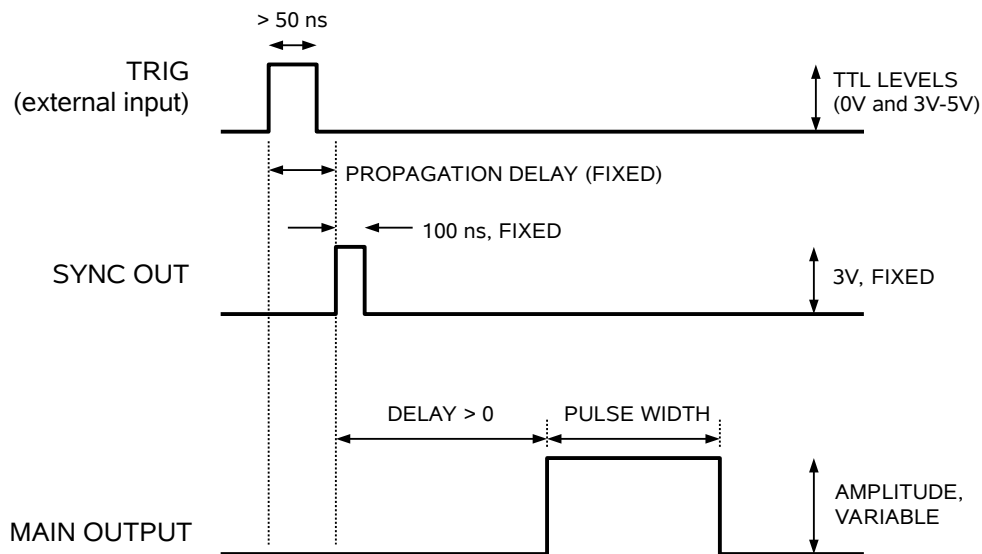 > 50 ns
TRIG
(external input)
TTL LEVELS
(0V and 3V-5V)
PROPAGATION DELAY (FIXED)
100 ns, FIXED
SYNC OUT
3V, FIXED
DELAY > 0
PULSE WIDTH
AMPLITUDE,
VARIABLE
MAIN OUTPUT